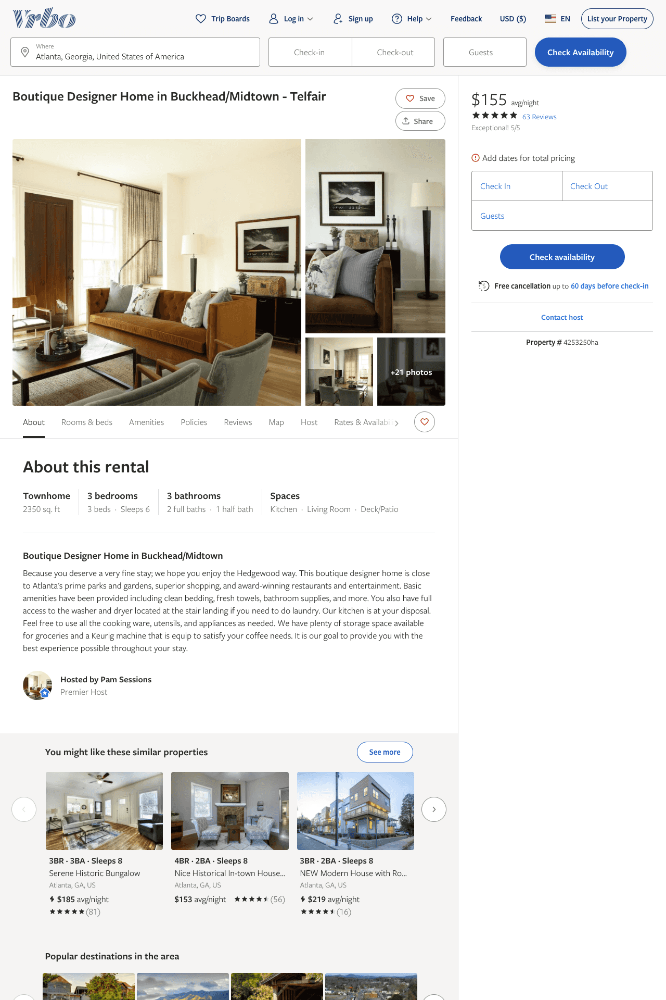 Vrbo
Trip Boards
Log in
Sign up
Help
Feedback
USD ($)
EN
List your Property
Where
Atlanta, Georgia, United States of America
Check-in
Check-out
Guests
Check Availability
Boutique Designer Home in Buckhead/Midtown - Telfair
Save
Share
+21 photos
$155 avg/night
63 Reviews
Exceptional! 5/5
Add dates for total pricing
Check In
Check Out
Guests
Check availability
Free cancellation up to 60 days before check-in
Contact host
Property # 4253250ha
About
Rooms & beds
Amenities
Policies
Reviews
Map
Host
Rates & Availabili
About this rental
Townhome
2350 sq. ft
3 bedrooms
3 beds · Sleeps 6
3 bathrooms
2 full baths · 1 half bath
Spaces
Kitchen · Living Room · Deck/Patio
Boutique Designer Home in Buckhead/Midtown
Because you deserve a very fine stay; we hope you enjoy the Hedgewood way. This boutique designer home is close
to Atlanta's prime parks and gardens, superior shopping, and award-winning restaurants and entertainment. Basic
amenities have been provided including clean bedding, fresh towels, bathroom supplies, and more. You also have full
access to the washer and dryer located at the stair landing if you need to do laundry. Our kitchen is at your disposal.
Feel free to use all the cooking ware, utensils, and appliances as needed. We have plenty of storage space available
for groceries and a Keurig machine that is equip to satisfy your coffee needs. It is our goal to provide you with the
best experience possible throughout your stay.
Hosted by Pam Sessions
Premier Host
You might like these similar properties
See more
3BR · 3BA · Sleeps 8
Serene Historic Bungalow
Atlanta, GA, US
$185 avg/night
(81)
4BR · 2BA · Sleeps 8
Nice Historical In-town House...
Atlanta, GA, US
$153 avg/night
(56)
3BR · 2BA · Sleeps 8
NEW Modern House with Ro...
Atlanta, GA, US
$219 avg/night
(16)
Popular destinations in the area